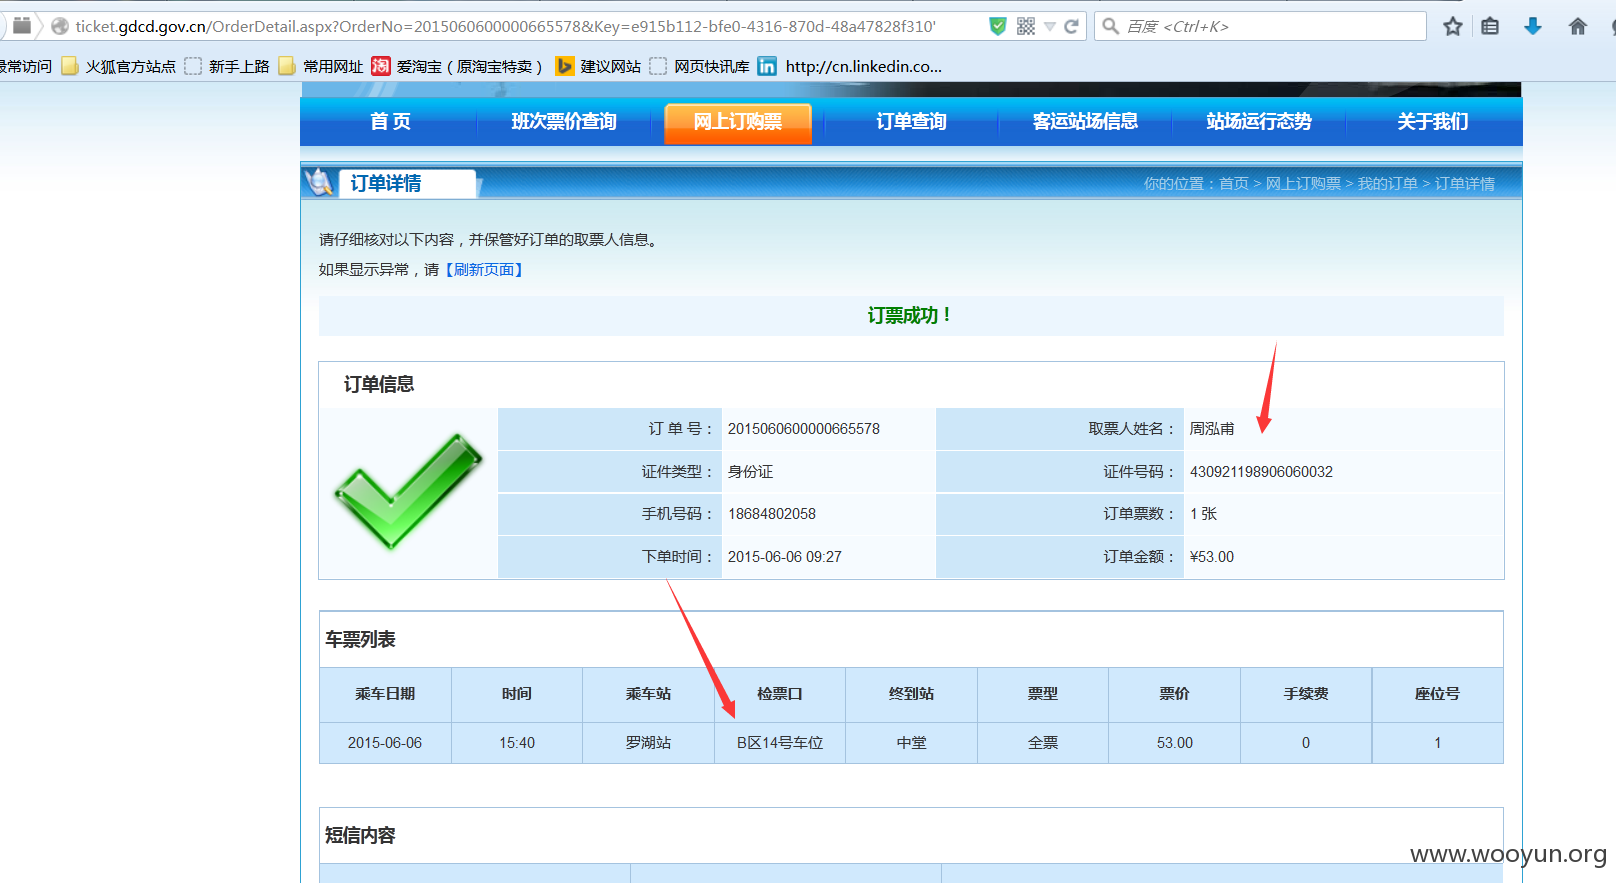 ticket.gdcd.gov.cn/OrderDetail.aspx?OrderNo=2015060600000665578&Key=e915b112-bfe0-4316-870d-48a47828f310'
百度 <Ctrl+K>
最常访问 火狐官方站点 新手上路 常用网址 淘 爱淘宝（原淘宝特卖） 建议网站 网页快讯库 in http://cn.linkedin.co...
首 页 班次票价查询 网上订购票 订单查询 客运站场信息 站场运行态势 关于我们
订单详情 你的位置：首页 > 网上订购票 > 我的订单 > 订单详情
请仔细核对以下内容，并保管好订单的取票人信息。
如果显示异常，请【刷新页面】
订票成功！
订单信息
订 单 号： 2015060600000665578 取票人姓名： 周泓甫
证件类型： 身份证 证件号码： 430921198906060032
手机号码： 18684802058 订单票数： 1 张
下单时间： 2015-06-06 09:27 订单金额： ¥53.00
车票列表
乘车日期 时间 乘车站 检票口 终到站 票型 票价 手续费 座位号
2015-06-06 15:40 罗湖站 B区14号车位 中堂 全票 53.00 0 1
短信内容
www.wooyun.org